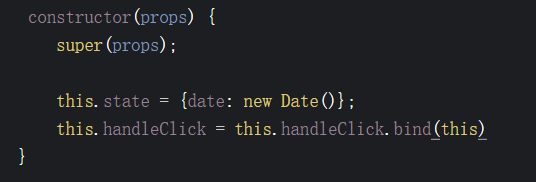 constructor(props) {
super(props);
this.state = {date: new Date()};
this.handleClick = this.handleClick.bind(this)
}